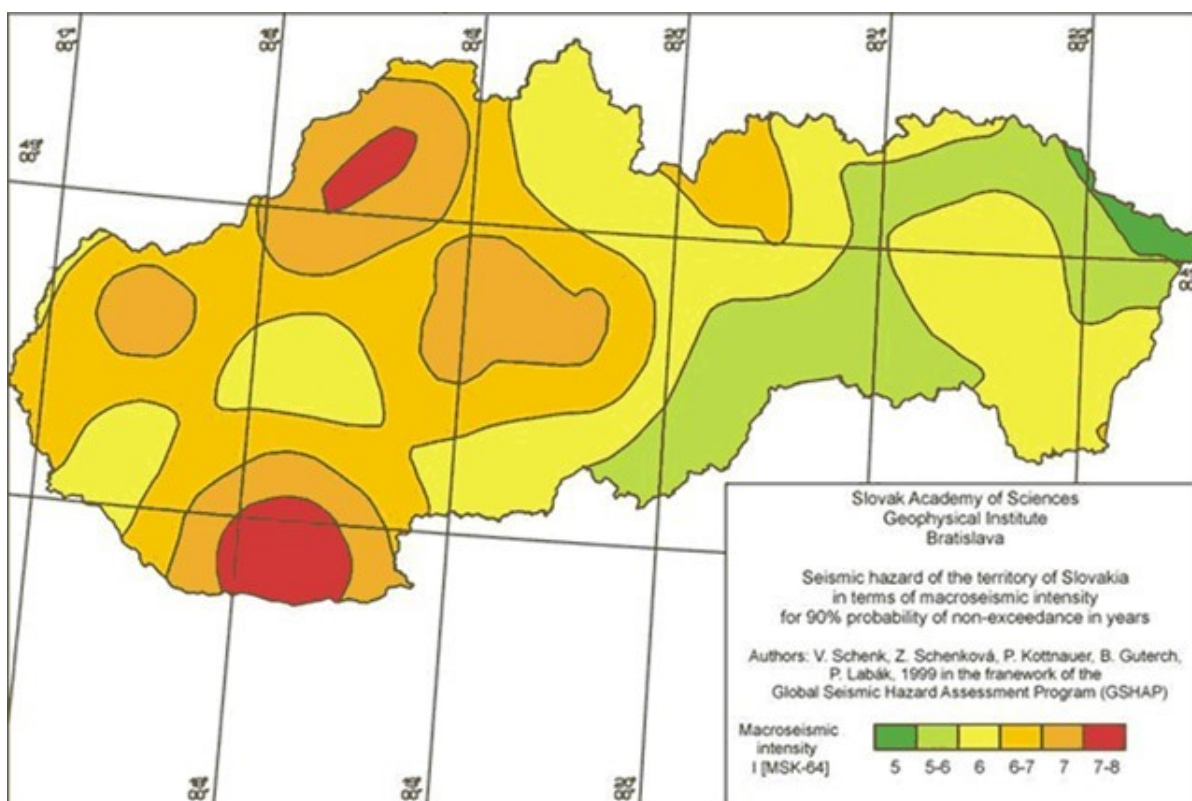 Slovak Academy of Sciences
Geophysical Institute
Bratislava
Seismic hazard of the territory of Slovakia
in terms of macroseismic intensity
for 90% probability of non-exceedance in years
Authors: V. Schenk, Z. Schenková, P. Kottnauer, B. Guterch,
P. Labák, 1999 in the franework of the
Global Seismic Hazard Assessment Program (GSHAP)
Macroseismic
intensity
I [MSK-64]
5 5-6 6 6-7 7 7-8